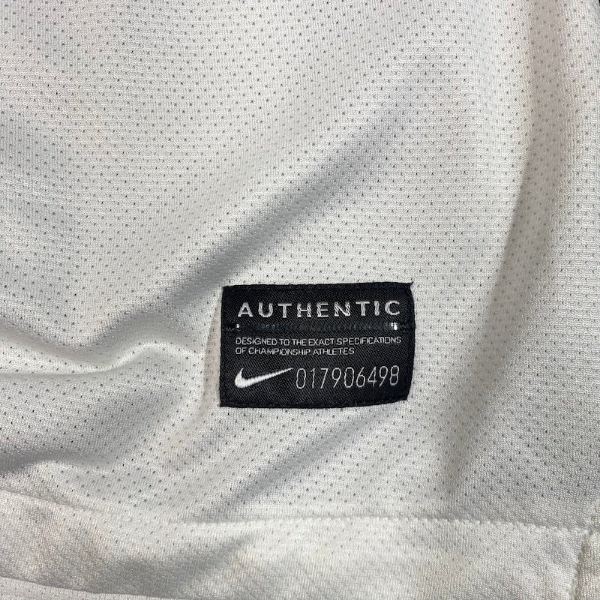 AUTHENTIC
DESIGNED TO THE EXACT SPECIFICATIONS
OF CHAMPIONSHIP ATHLETES
017906498